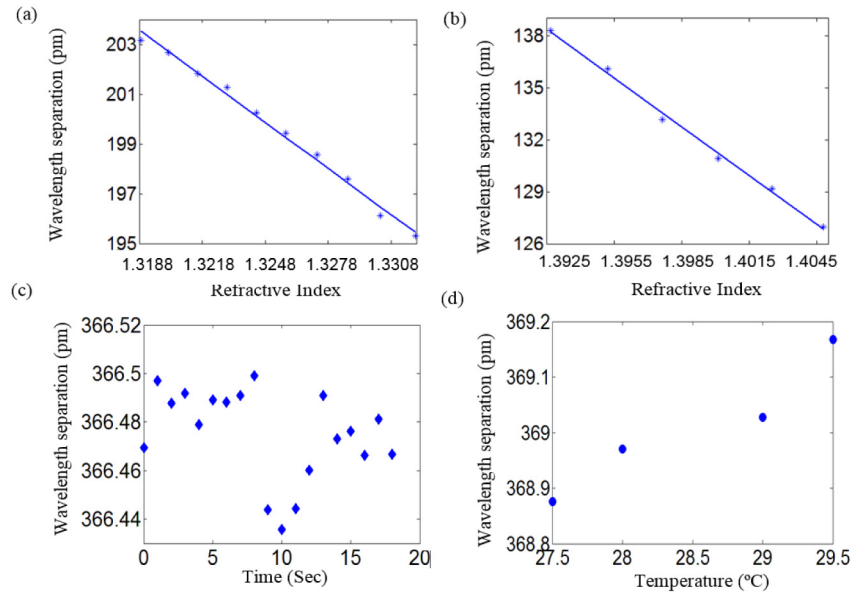 (a)
Wavelength separation (pm)
203
201
199
197
195
1.3188 1.3218 1.3248 1.3278 1.3308
Refractive Index
(b)
Wavelength separation (pm)
138
135
132
129
126
1.3925 1.3955 1.3985 1.4015 1.4045
Refractive Index
(c)
Wavelength separation (pm)
366.52
366.5
366.48
366.46
366.44
0 5 10 15 20
Time (Sec)
(d)
Wavelength separation (pm)
369.2
369.1
369
368.9
368.8
27.5 28 28.5 29 29.5
Temperature (ºC)